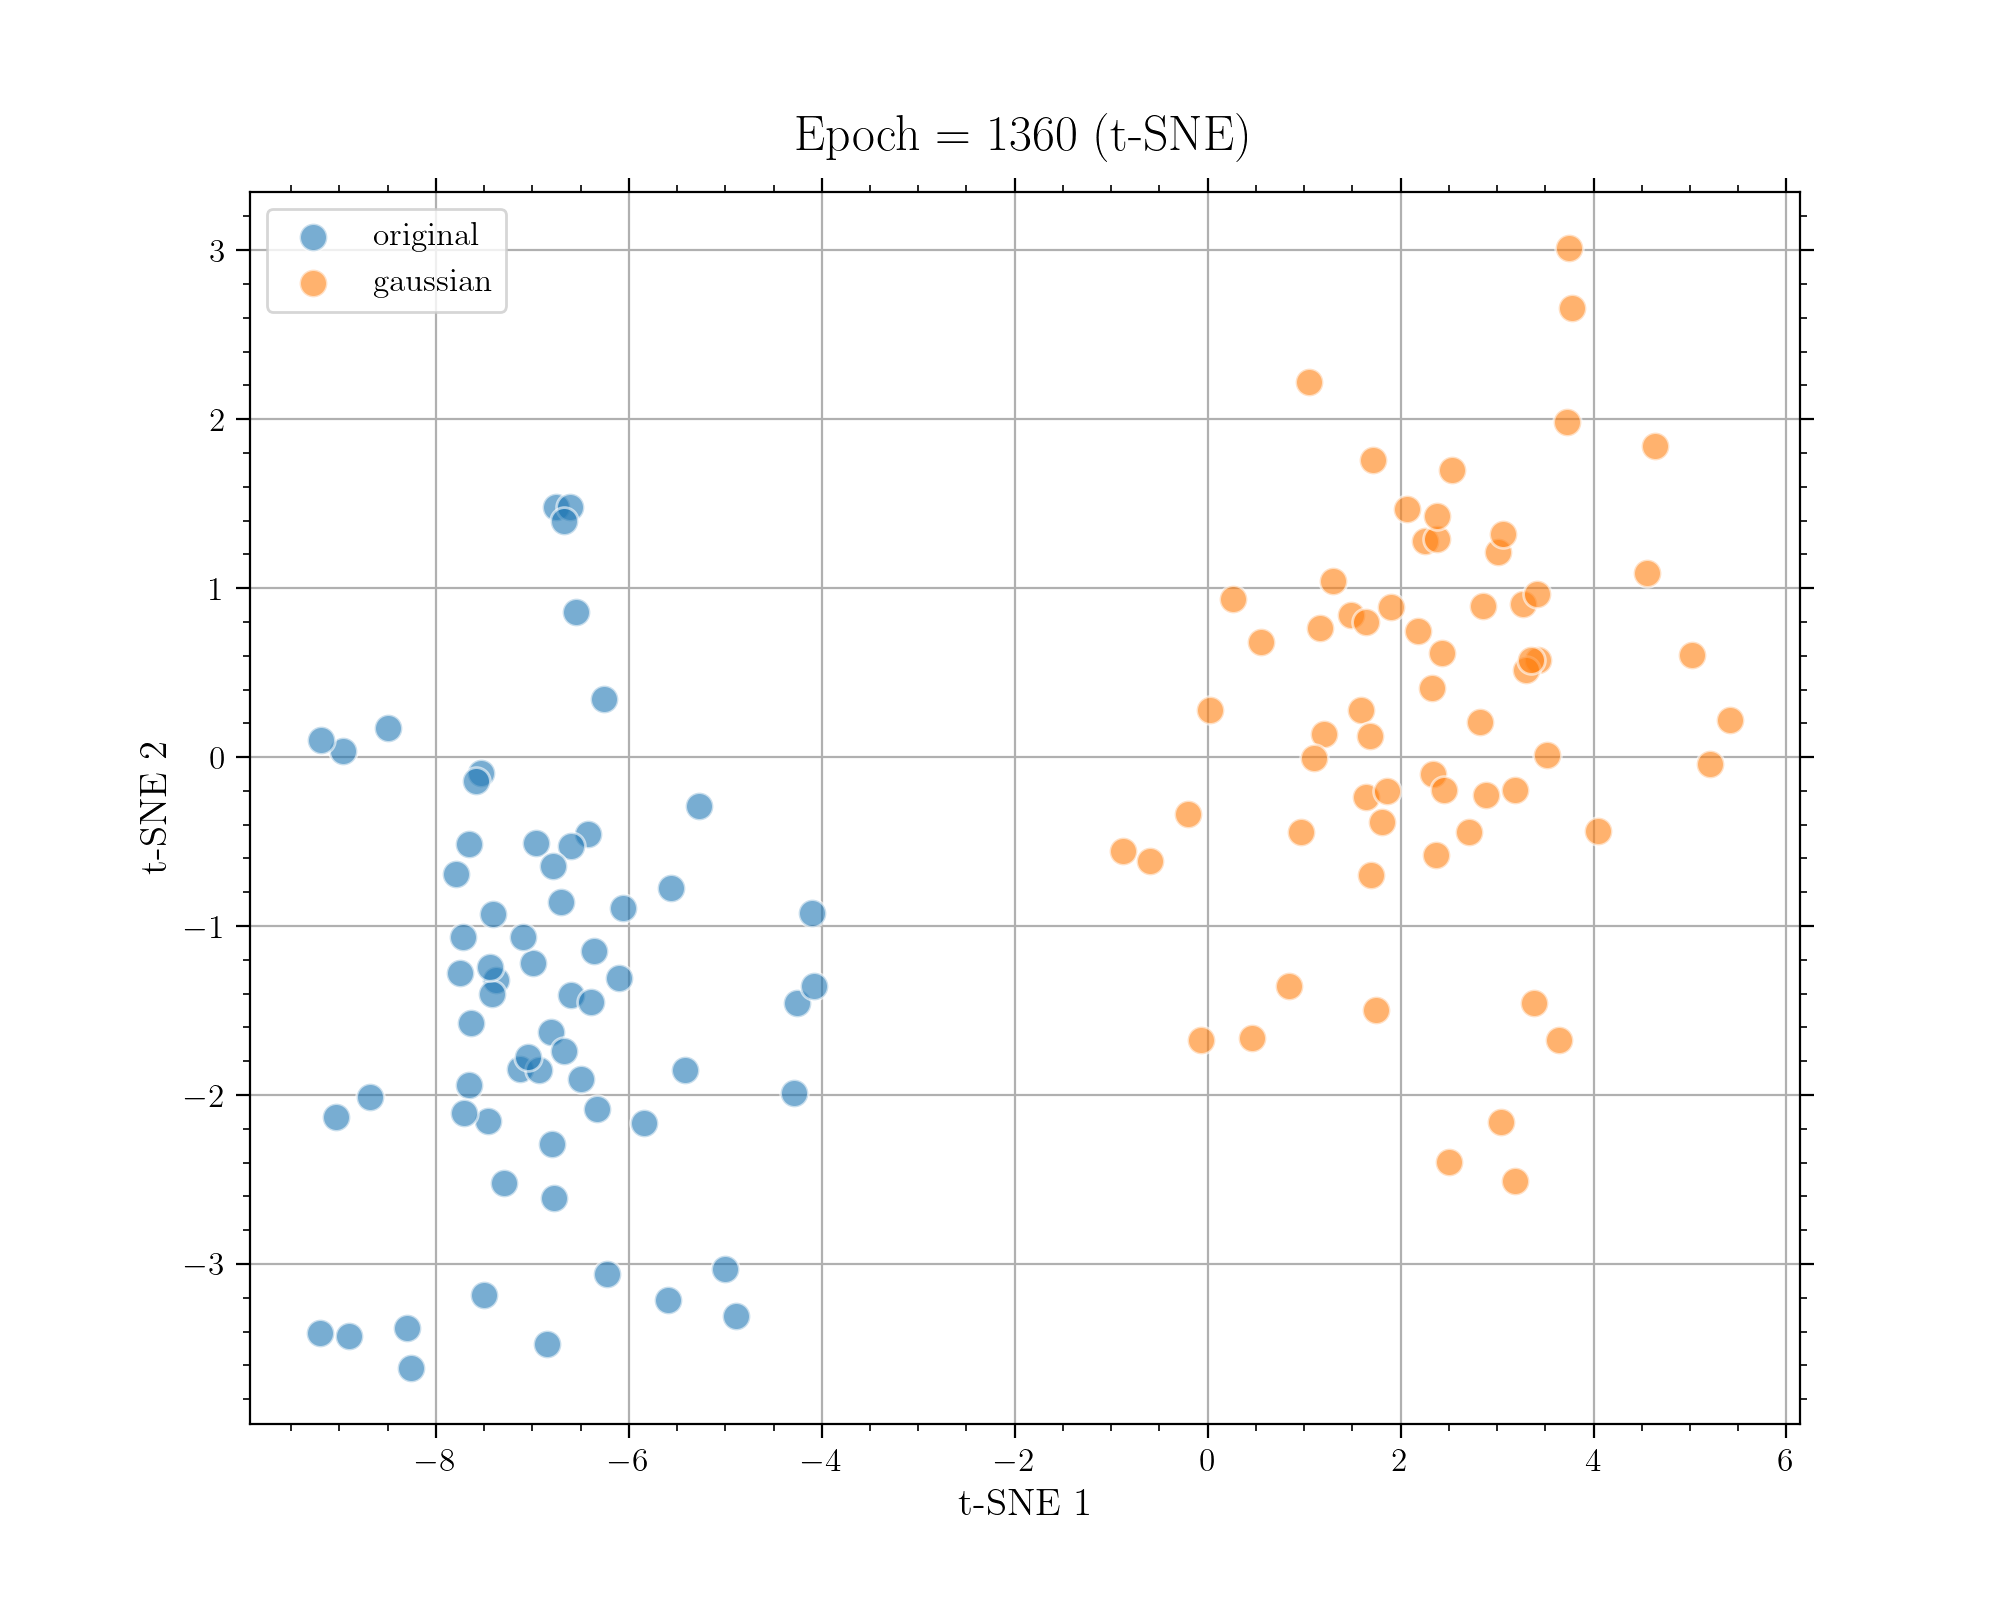 Epoch = 1360 (t-SNE)
original
gaussian
3
2
1
0
−1
−2
−3
t-SNE 2
−8 −6 −4 −2 0 2 4 6
t-SNE 1